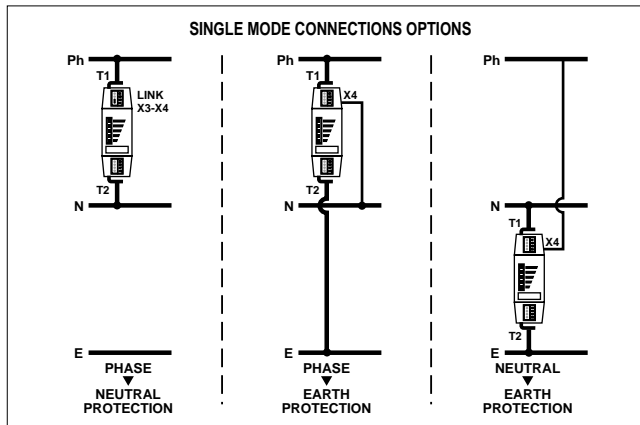 SINGLE MODE CONNECTIONS OPTIONS
Ph
T1
LINK
X3-X4
T2
N
E
PHASE
NEUTRAL
PROTECTION
Ph
T1
X4
T2
N
E
PHASE
EARTH
PROTECTION
Ph
N
T1
X4
T2
E
NEUTRAL
EARTH
PROTECTION